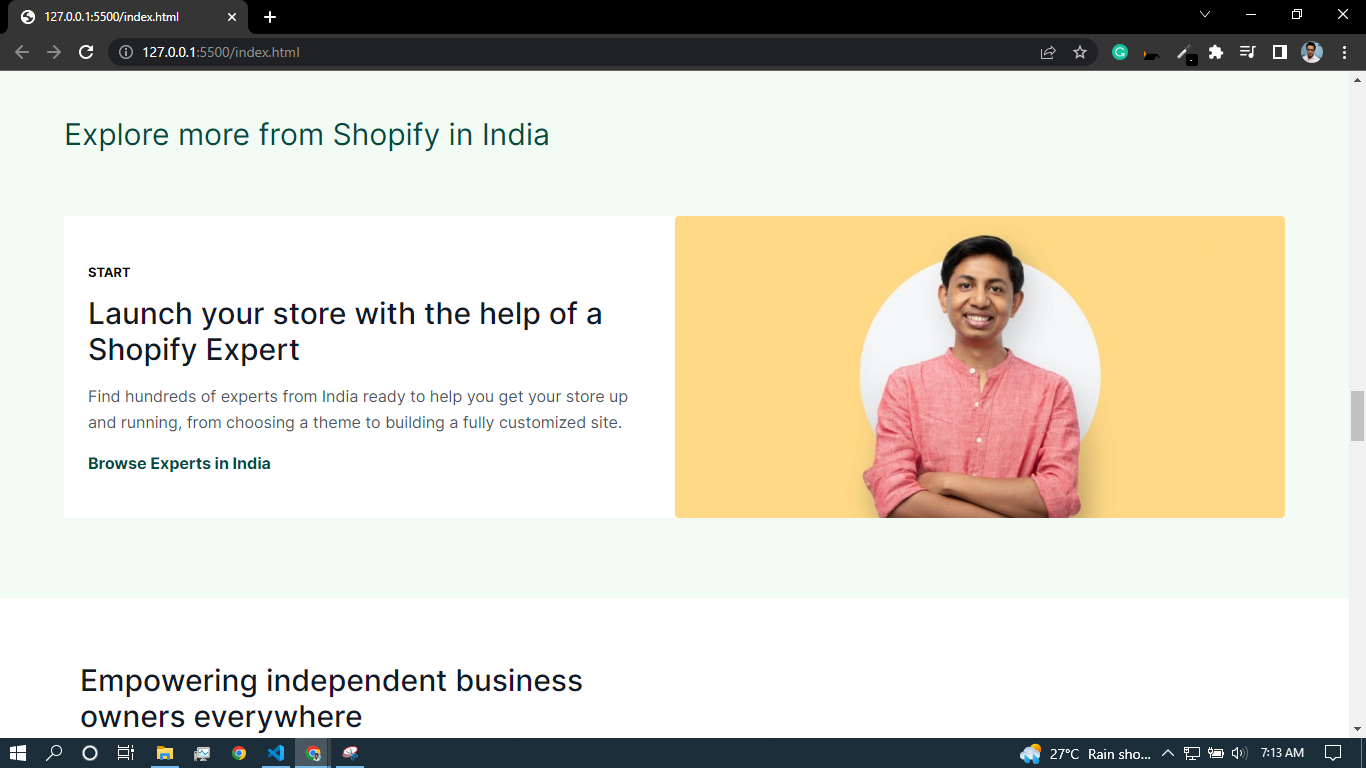 127.0.0.1:5500/index.html
127.0.0.1:5500/index.html
Explore more from Shopify in India
START
Launch your store with the help of a
Shopify Expert
Find hundreds of experts from India ready to help you get your store up
and running, from choosing a theme to building a fully customized site.
Browse Experts in India
Empowering independent business
owners everywhere
27°C Rain sho... 7:13 AM